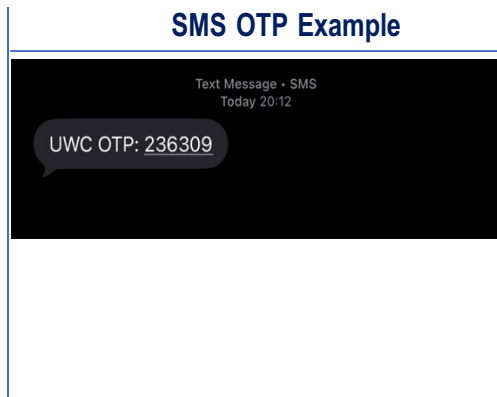 SMS OTP Example
Text Message • SMS
Today 20:12
UWC OTP: 236309